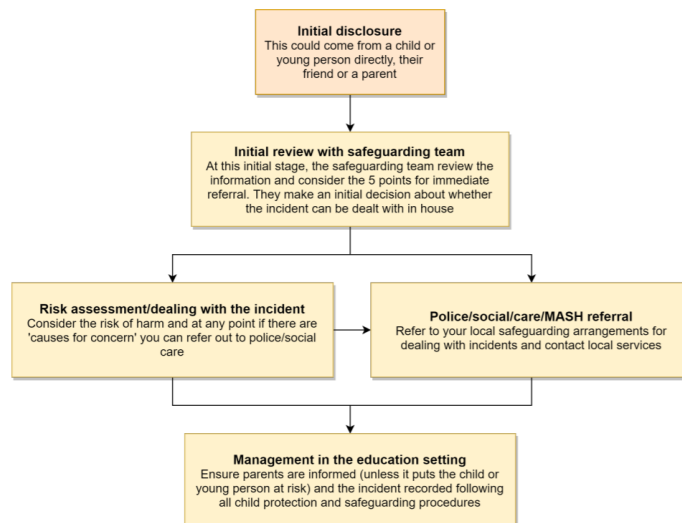 Initial disclosure
This could come from a child or
young person directly, their
friend or a parent
Initial review with safeguarding team
At this initial stage, the safeguarding team review the
information and consider the 5 points for immediate
referral. They make an initial decision about whether
the incident can be dealt with in house
Risk assessment/dealing with the incident
Consider the risk of harm and at any point if there are
'causes for concern' you can refer out to police/social
care
Police/social/care/MASH referral
Refer to your local safeguarding arrangements for
dealing with incidents and contact local services
Management in the education setting
Ensure parents are informed (unless it puts the child or
young person at risk) and the incident recorded following
all child protection and safeguarding procedures